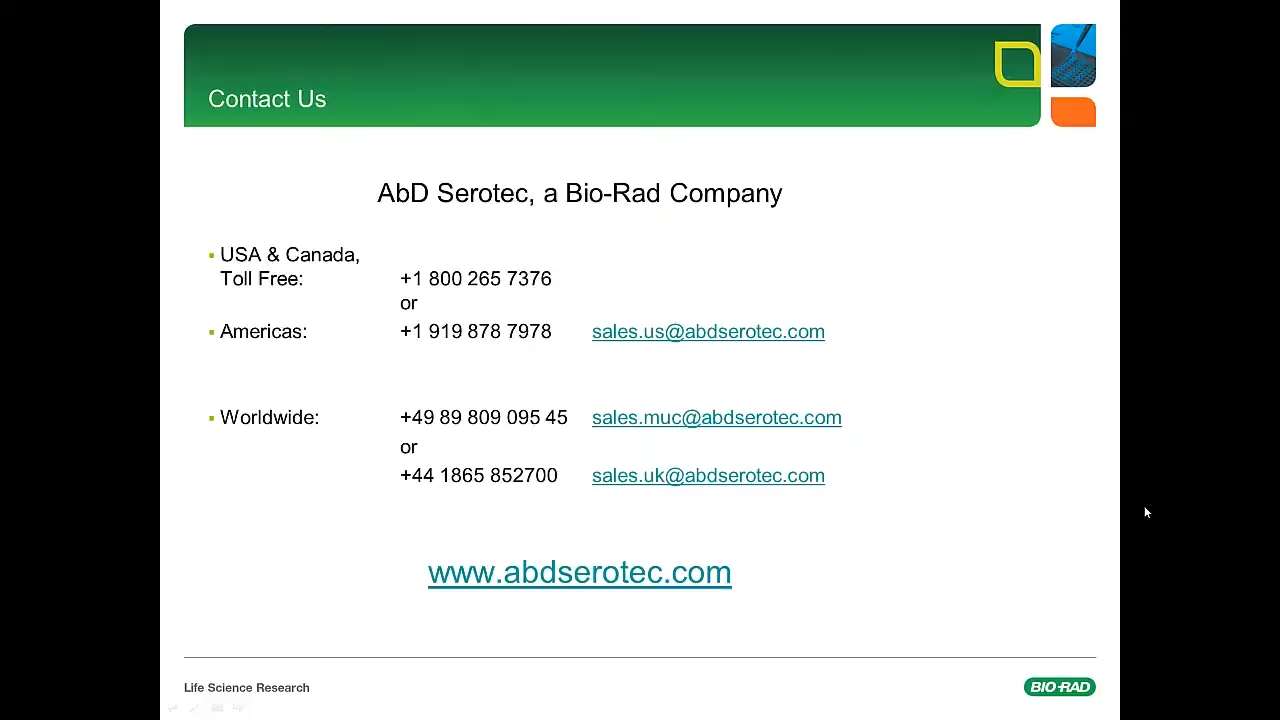 Contact Us
AbD Serotec, a Bio-Rad Company
▪ USA & Canada,
Toll Free: +1 800 265 7376
or
▪ Americas: +1 919 878 7978 sales.us@abdserotec.com
▪ Worldwide: +49 89 809 095 45 sales.muc@abdserotec.com
or
+44 1865 852700 sales.uk@abdserotec.com
www.abdserotec.com
Life Science Research
BIO-RAD